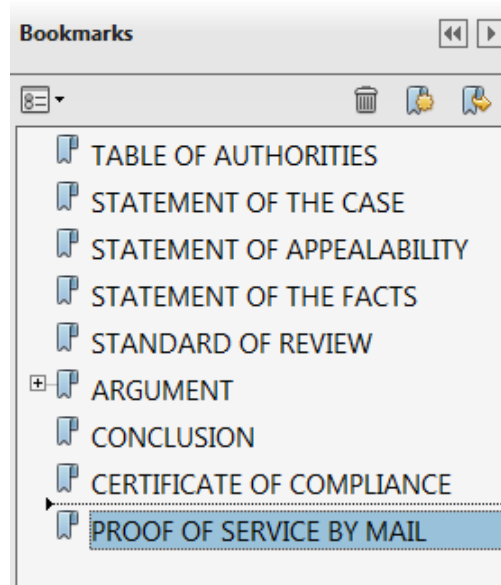 Bookmarks
TABLE OF AUTHORITIES
STATEMENT OF THE CASE
STATEMENT OF APPEALABILITY
STATEMENT OF THE FACTS
STANDARD OF REVIEW
ARGUMENT
CONCLUSION
CERTIFICATE OF COMPLIANCE
PROOF OF SERVICE BY MAIL